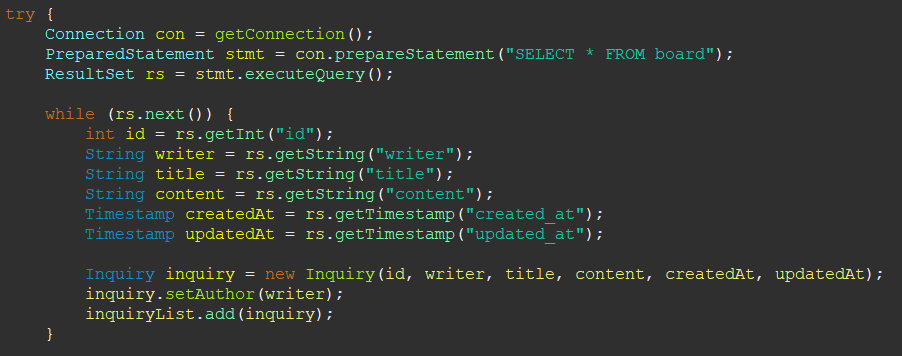 try {
    Connection con = getConnection();
    PreparedStatement stmt = con.prepareStatement("SELECT * FROM board");
    ResultSet rs = stmt.executeQuery();

    while (rs.next()) {
        int id = rs.getInt("id");
        String writer = rs.getString("writer");
        String title = rs.getString("title");
        String content = rs.getString("content");
        Timestamp createdAt = rs.getTimestamp("created_at");
        Timestamp updatedAt = rs.getTimestamp("updated_at");

        Inquiry inquiry = new Inquiry(id, writer, title, content, createdAt, updatedAt);
        inquiry.setAuthor(writer);
        inquiryList.add(inquiry);
    }